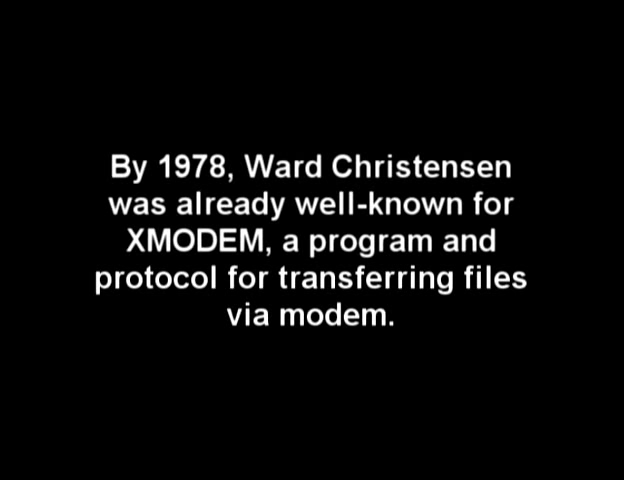 By 1978, Ward Christensen
was already well-known for
XMODEM, a program and
protocol for transferring files
via modem.